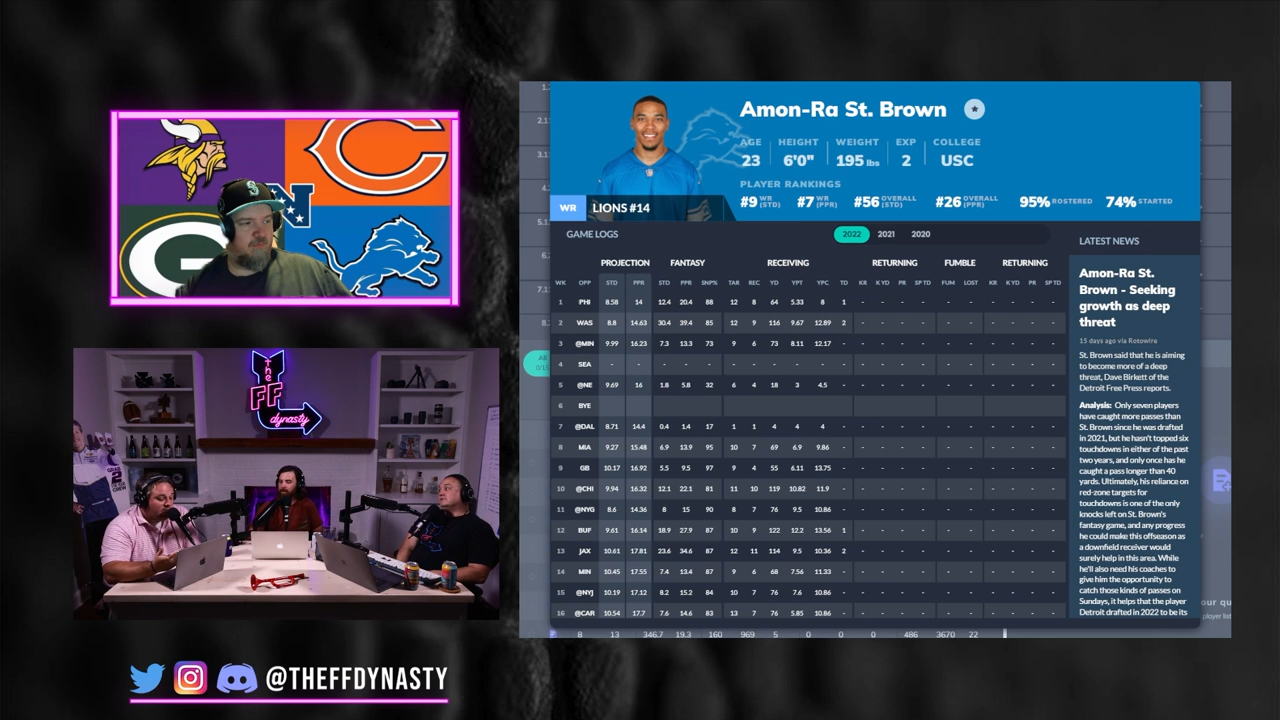 Amon-Ra St. Brown
AGE HEIGHT WEIGHT EXP COLLEGE
23 6'0" 195 lbs 2 USC
PLAYER RANKINGS
#9 WR (STD) #7 WR (PPR) #56 OVERALL (STD) #26 OVERALL (PPR) 95% ROSTERED 74% STARTED
WR LIONS #14
GAME LOGS 2022 2021 2020
PROJECTION FANTASY RECEIVING RETURNING FUMBLE RETURNING
WK OPP STD PPR STD PPR SNP% TAR REC YD YPT YPC TD KR K YD PR SP TD FUM LOST KR K YD PR SP TD
1 PHI 8.58 14 12.4 20.4 88 12 8 64 5.33 8 1 - - - - - - - - - -
2 WAS 8.8 14.63 30.4 39.4 85 12 9 116 9.67 12.89 2 - - - - - - - - - -
3 @MIN 9.99 16.23 7.3 13.3 73 9 6 73 8.11 12.17 - - - - - - - - - - -
4 SEA - - - - - - - - - - - - - - - - - - - - -
5 @NE 9.69 16 1.8 5.8 32 6 4 18 3 4.5 - - - - - - - - - - -
6 BYE
7 @DAL 8.71 14.4 0.4 1.4 17 1 1 4 4 4 - - - - - - - - - - -
8 MIA 9.27 15.48 6.9 13.9 95 10 7 69 6.9 9.86 - - - - - - - - - - -
9 GB 10.17 16.92 5.5 9.5 97 9 4 55 6.11 13.75 - - - - - - - - - - -
10 @CHI 9.94 16.32 12.1 22.1 81 11 10 119 10.82 11.9 - - - - - - - - - - -
11 @NYG 8.6 14.36 8 15 90 8 7 76 9.5 10.86 - - - - - - - - - - -
12 BUF 9.61 16.14 18.9 27.9 87 10 9 122 12.2 13.56 1 - - - - - - - - - -
13 JAX 10.61 17.81 23.6 34.6 87 12 11 114 9.5 10.36 2 - - - - - - - - - -
14 MIN 10.45 17.55 7.4 13.4 87 9 6 68 7.56 11.33 - - - - - - - - - - -
15 @NYJ 10.19 17.12 8.2 15.2 84 10 7 76 7.6 10.86 - - - - - - - - - - -
16 @CAR 10.54 17.7 7.6 14.6 83 13 7 76 5.85 10.86 - - - - - - - - - - -
8 13 346.7 19.3 160 969 5 0 0 0 486 3670 22
LATEST NEWS
Amon-Ra St.
Brown - Seeking
growth as deep
threat
15 days ago via Rotowire
St. Brown said that he is aiming
to become more of a deep
threat, Dave Birkett of the
Detroit Free Press reports.
Analysis: Only seven players
have caught more passes than
St. Brown since he was drafted
in 2021, but he hasn't topped six
touchdowns in either of the past
two years, and only once has he
caught a pass longer than 40
yards. Ultimately, his reliance on
red-zone targets for
touchdowns is one of the only
knocks left on St. Brown's
fantasy game, and any progress
he could make this offseason as
a downfield receiver would
surely help in this area. While
he'll also need his coaches to
give him the opportunity to
catch those kinds of passes on
Sundays, it helps that the player
Detroit drafted in 2022 to be its
the
FF
dynasty
@THEFFDYNASTY